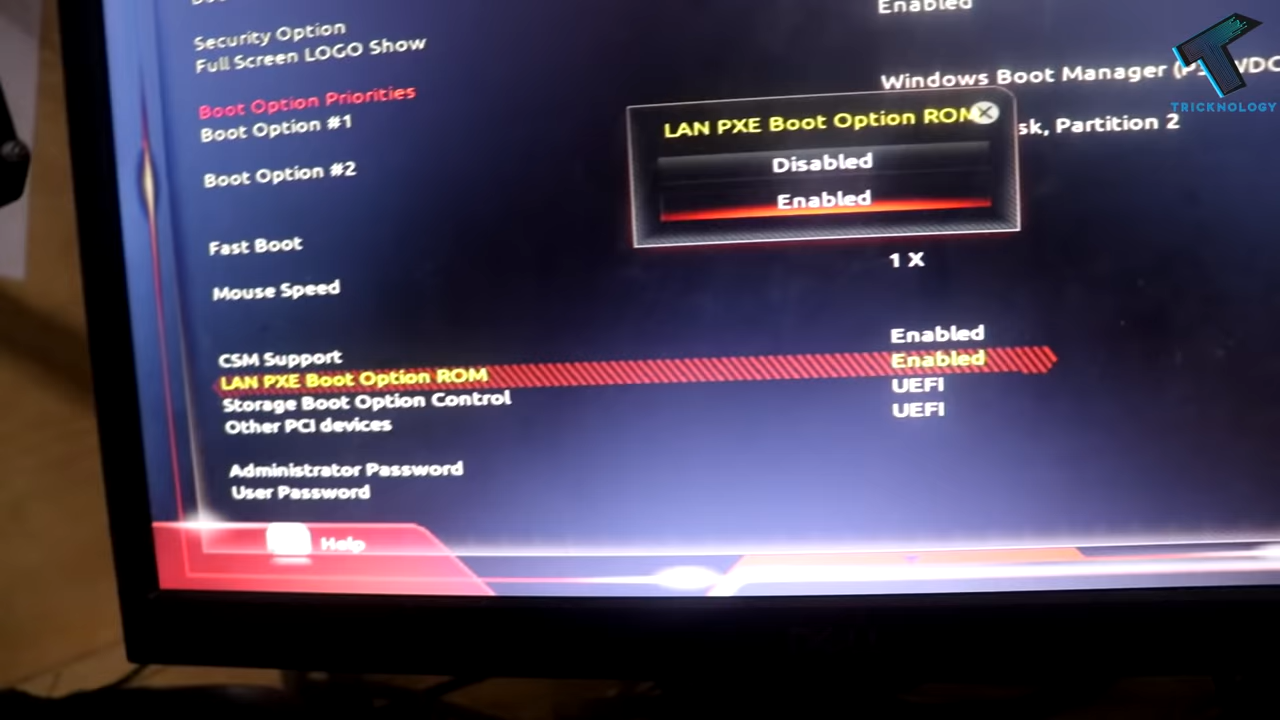 Enabled
Security Option
Full Screen LOGO Show
TRICKNOLOGY
Boot Option Priorities
Boot Option #1
Windows Boot Manager
Boot Option #2
sk, Partition 2
LAN PXE Boot Option ROM
Disabled
Enabled
Fast Boot
Mouse Speed
1 X
CSM Support
Enabled
LAN PXE Boot Option ROM
Enabled
Storage Boot Option Control
UEFI
Other PCI devices
UEFI
Administrator Password
User Password
Help